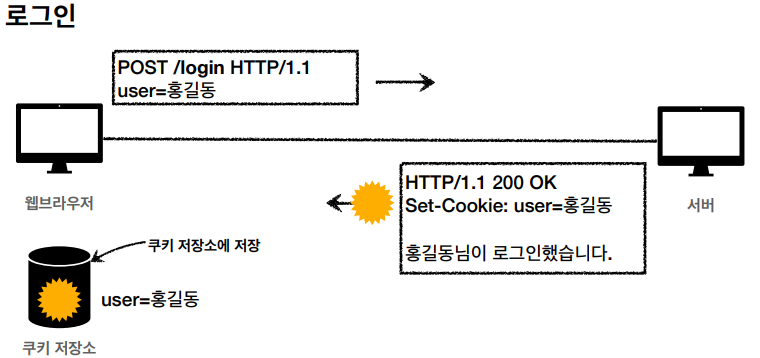 로그인
POST /login HTTP/1.1
user=홍길동
웹브라우저
HTTP/1.1 200 OK
Set-Cookie: user=홍길동
홍길동님이 로그인했습니다.
서버
쿠키 저장소에 저장
user=홍길동
쿠키 저장소